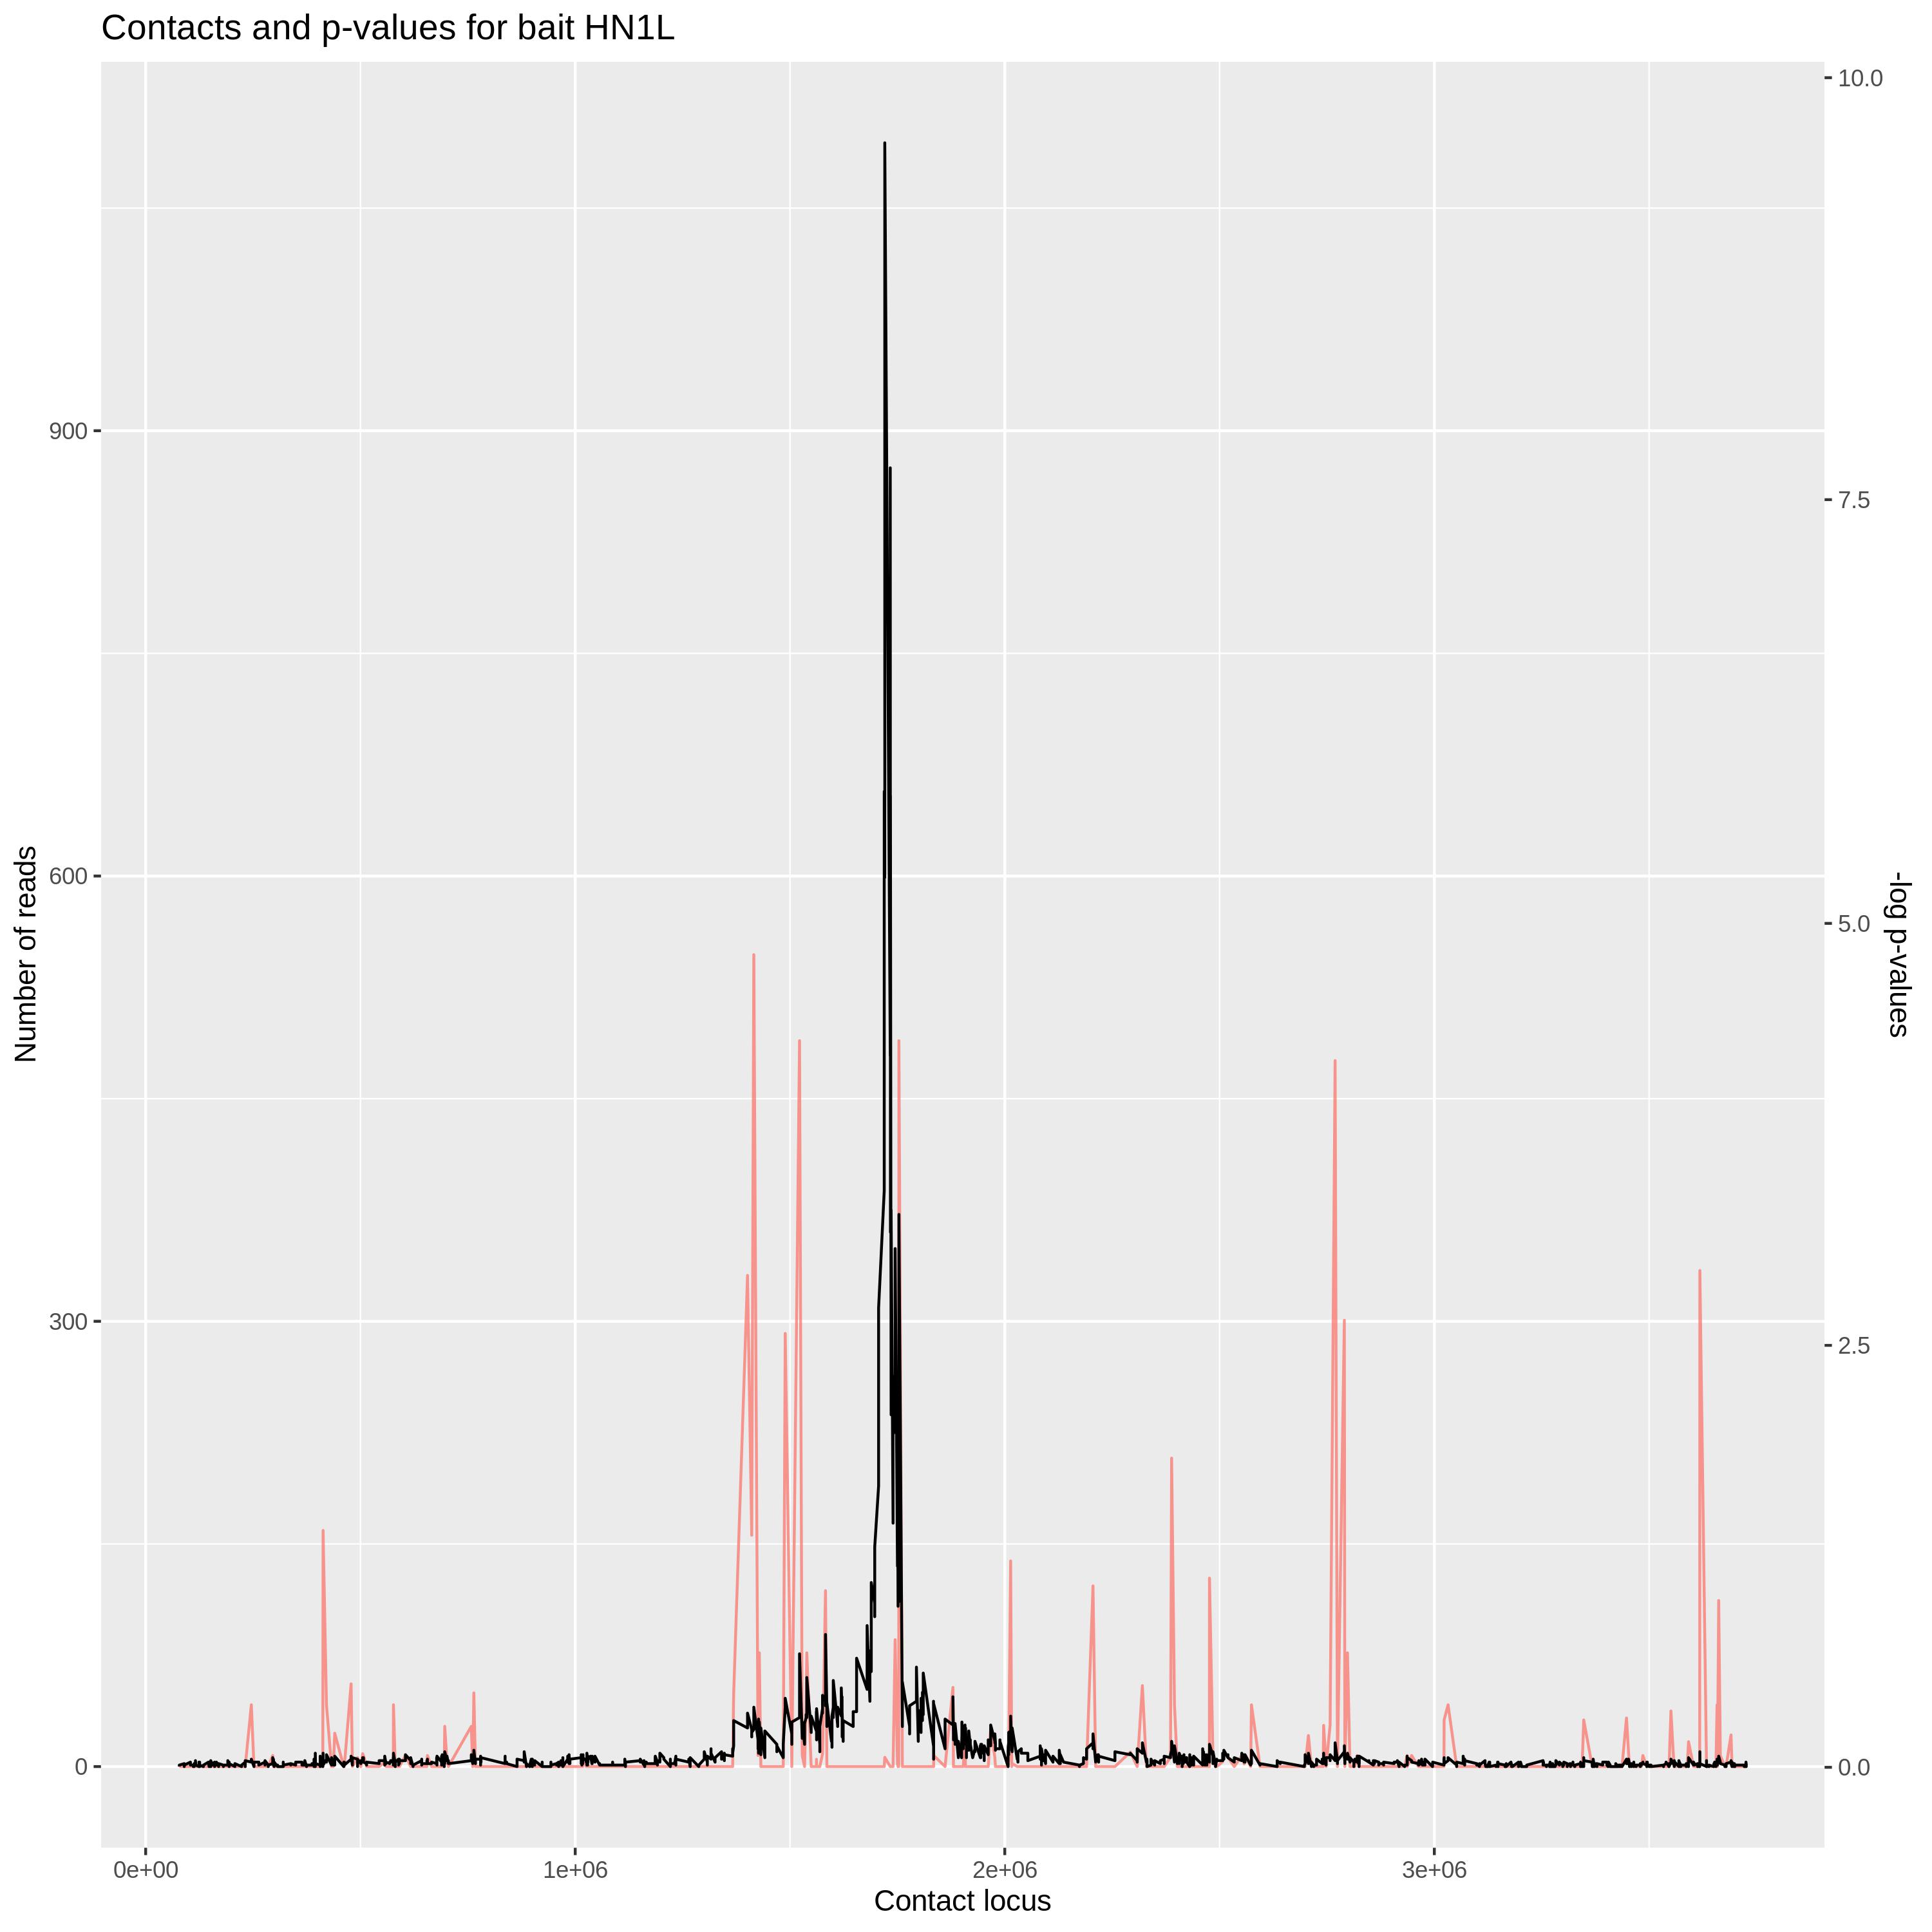 Contacts and p-values for bait HN1L
Number of reads
900
600
300
0
10.0
7.5
5.0
2.5
0.0
-log p-values
0e+00 1e+06 2e+06 3e+06
Contact locus